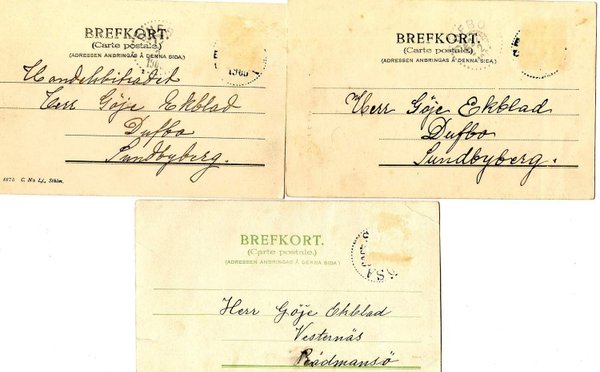 BREFKORT.
(Carte postale.)
(ADRESSEN ANBRINGAS Å DENNA SIDA.)
Handelsbiträdet
Herr Göje Ekblad
Dufbo
Sundbyberg.
BREFKORT.
(Carte postale.)
(ADRESSEN ANBRINGAS Å DENNA SIDA.)
Herr Göje Ekblad
Dufbo
Sundbyberg.
BREFKORT.
(Carte postale.)
(ADRESSEN ANBRINGAS Å DENNA SIDA.)
Herr Göje Ekblad
Vesternäs
Rådmansö